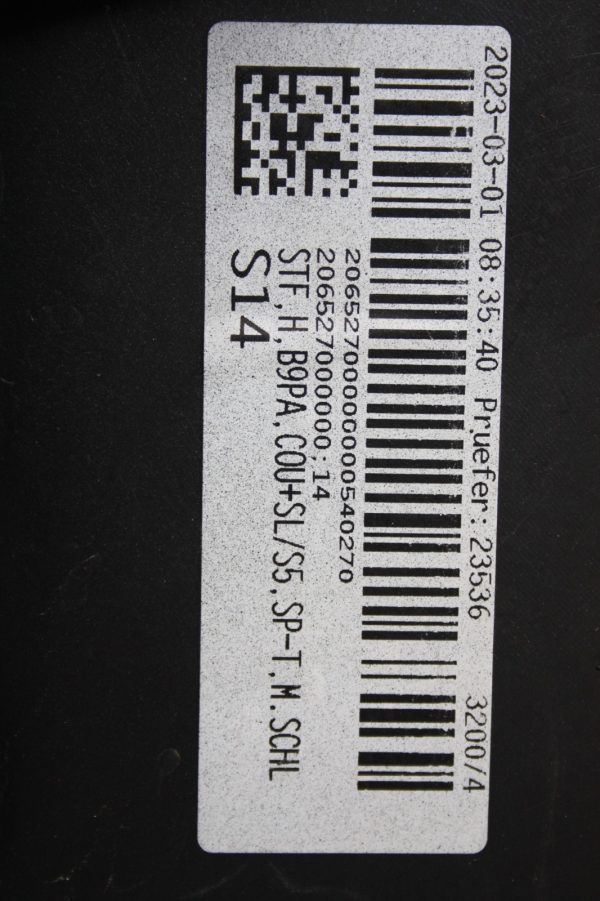 2023-03-01 08:35:40 Pruefer: 23536 3200/4
206527000000000540270
206527000000;14
STF,H,B9PA,COU+SL/S5,SP-T,M.SCHL
S14